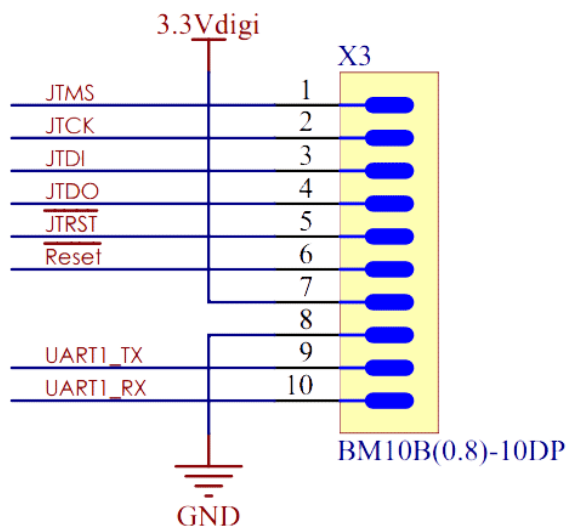 3.3Vdigi
X3
JTMS 1
JTCK 2
JTDI 3
JTDO 4
JTRST 5
Reset 6
7
8
UART1_TX 9
UART1_RX 10
BM10B(0.8)-10DP
GND